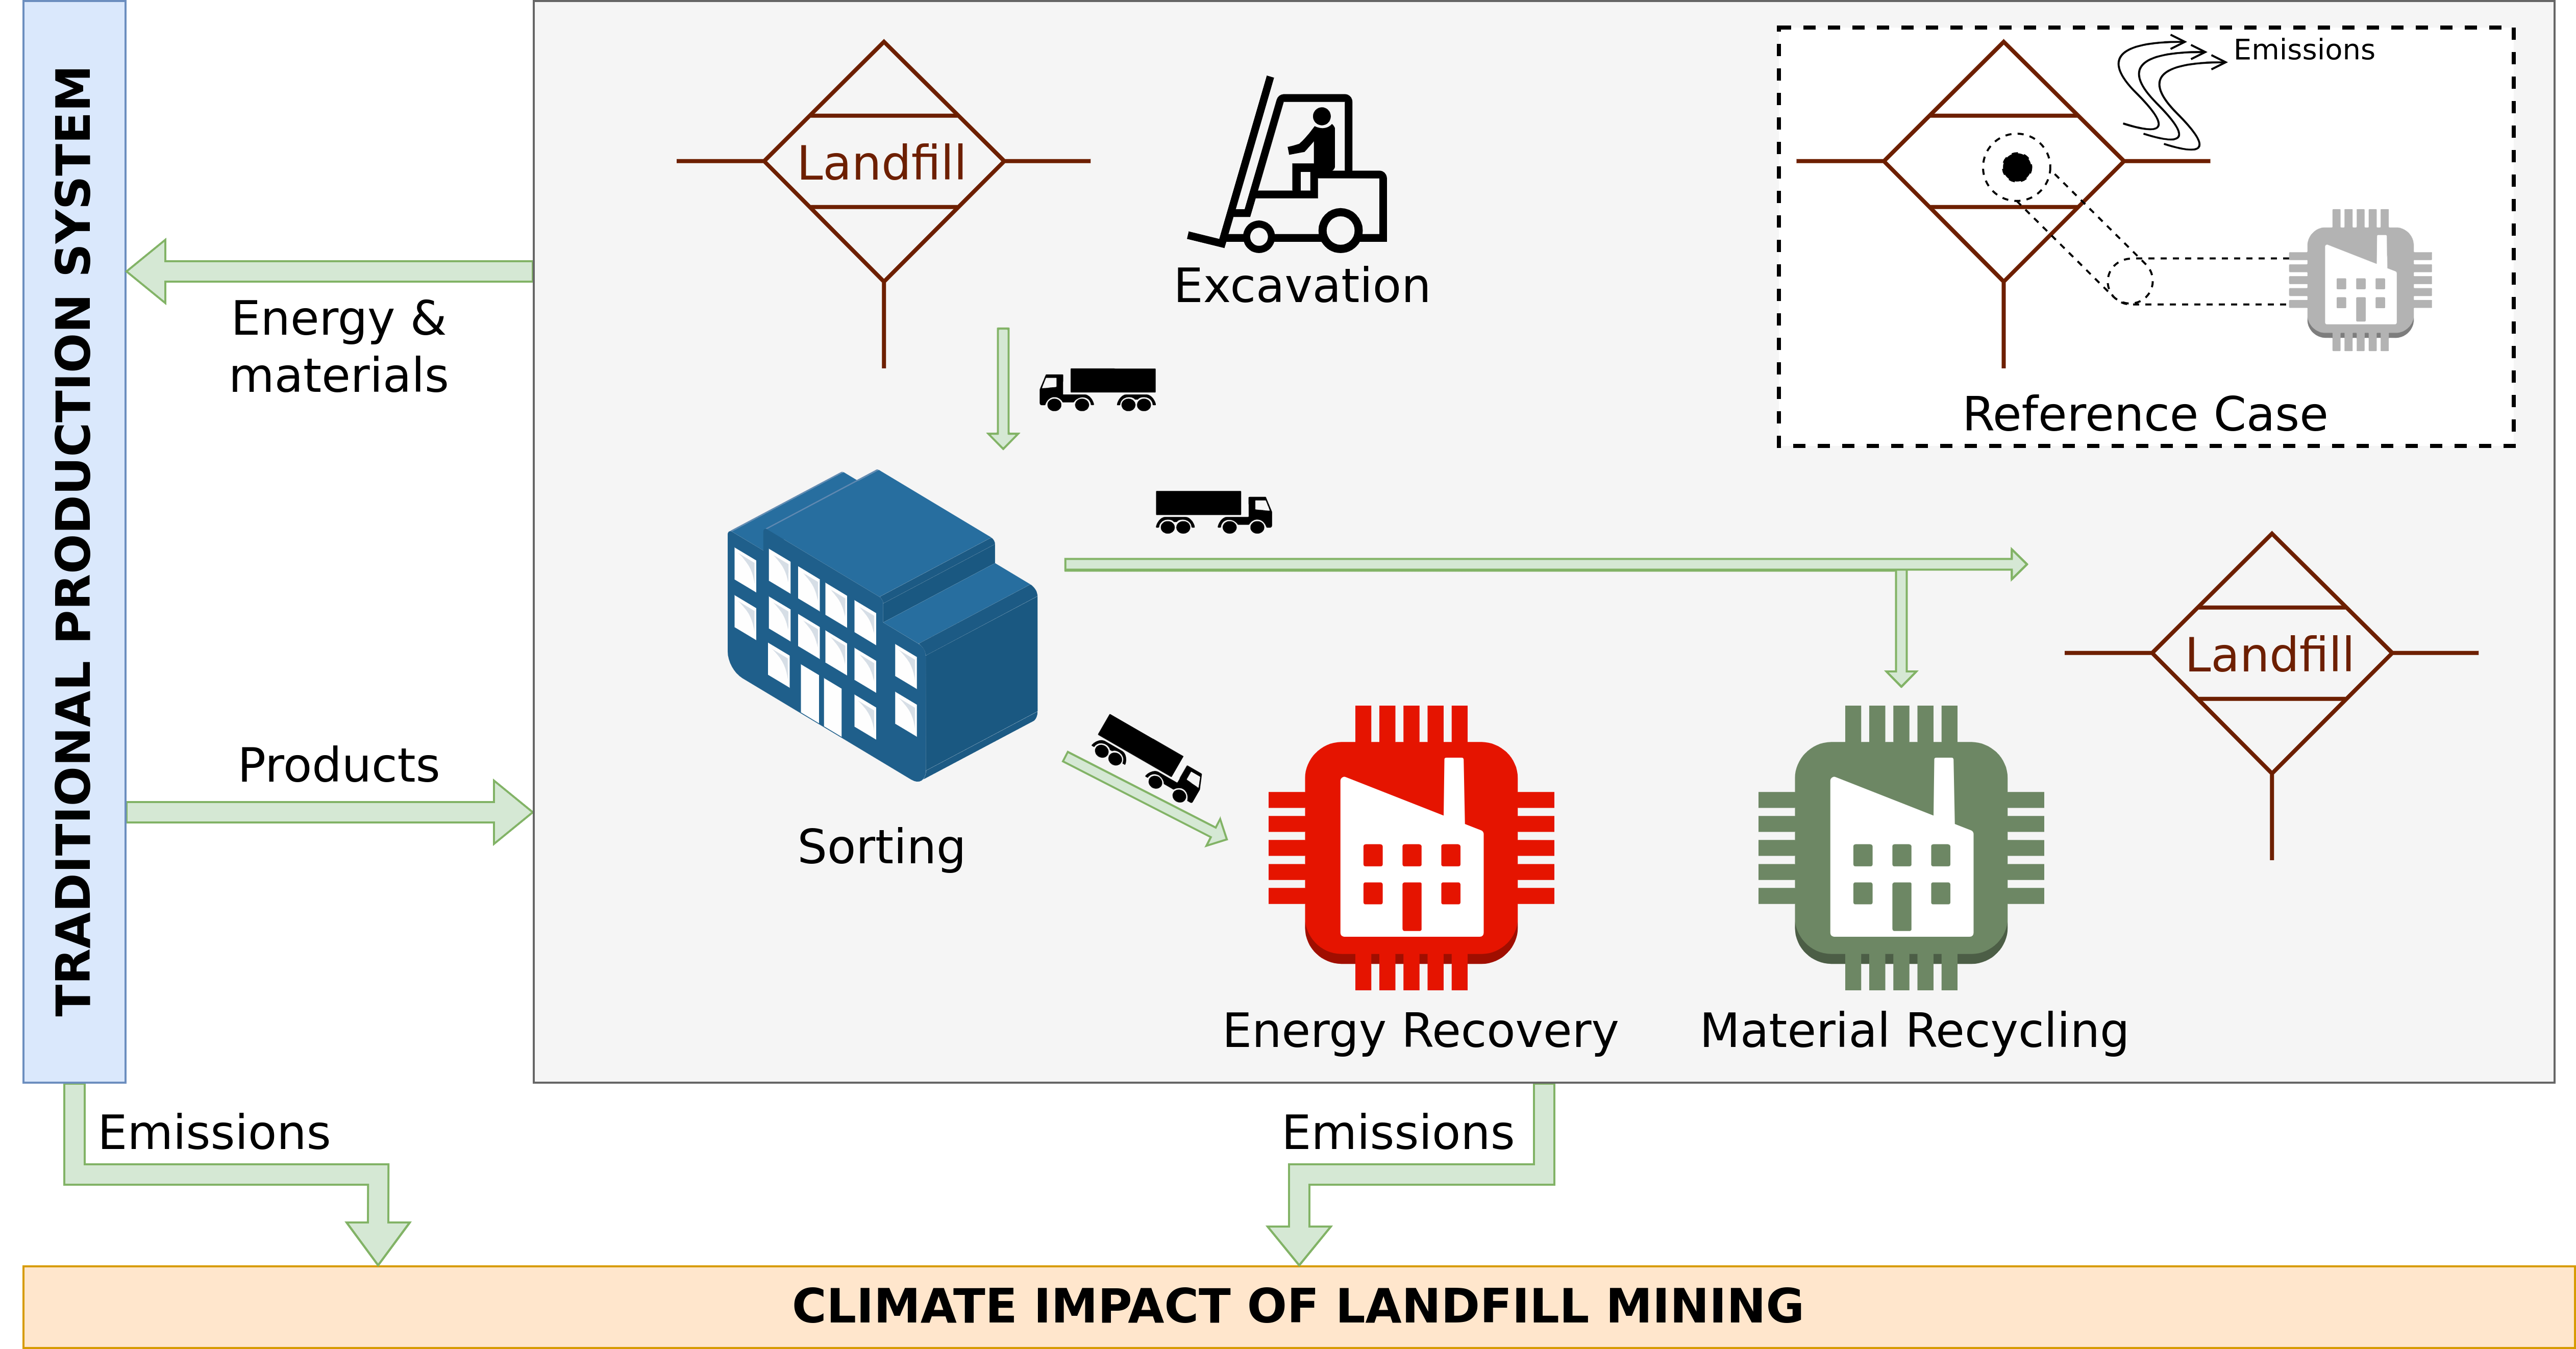 TRADITIONAL PRODUCTION SYSTEM
Energy &
materials
Products
Landfill
Excavation
Emissions
Reference Case
Sorting
Landfill
Energy Recovery
Material Recycling
Emissions
Emissions
CLIMATE IMPACT OF LANDFILL MINING